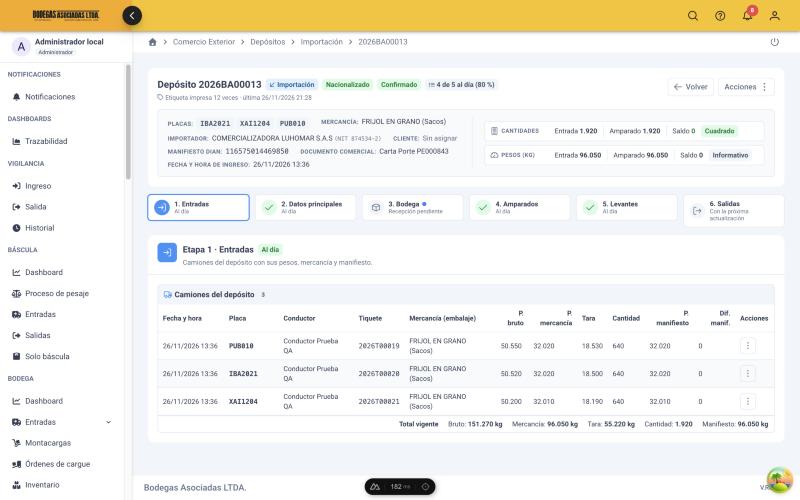 BODEGAS ASOCIADAS LTDA.
8
A
Administrador local
Administrador
Comercio Exterior > Depósitos > Importación > 2026BA00013
NOTIFICACIONES
Notificaciones
DASHBOARDS
Trazabilidad
VIGILANCIA
Ingreso
Salida
Historial
BÁSCULA
Dashboard
Proceso de pesaje
Entradas
Salidas
Solo báscula
BODEGA
Dashboard
Entradas
Montacargas
Órdenes de cargue
Inventario
Depósito 2026BA00013 Importación Nacionalizado Confirmado 4 de 5 al día (80 %)
Etiqueta impresa 12 veces · última 26/11/2026 21:28
Volver
Acciones
PLACAS: IBA2021 XAI1204 PUB010 MERCANCÍA: FRIJOL EN GRANO (Sacos)
IMPORTADOR: COMERCIALIZADORA LUHOMAR S.A.S (NIT 874534-2) CLIENTE: Sin asignar
MANIFIESTO DIAN: 116575014469850 DOCUMENTO COMERCIAL: Carta Porte PE000843
FECHA Y HORA DE INGRESO: 26/11/2026 13:36
CANTIDADES Entrada 1.920 Amparado 1.920 Saldo 0 Cuadrado
PESOS (KG) Entrada 96.050 Amparado 96.050 Saldo 0 Informativo
1. Entradas
Al día
2. Datos principales
Al día
3. Bodega
Recepción pendiente
4. Amparados
Al día
5. Levantes
Al día
6. Salidas
Con la próxima
actualización
Etapa 1 · Entradas Al día
Camiones del depósito con sus pesos, mercancía y manifiesto.
Camiones del depósito 3
Fecha y hora Placa Conductor Tiquete Mercancía (embalaje) P. bruto P. mercancía Tara Cantidad P. manifiesto Dif. manif. Acciones
26/11/2026 13:36 PUB010 Conductor Prueba QA 2026T00019 FRIJOL EN GRANO (Sacos) 50.550 32.020 18.530 640 32.020 0
26/11/2026 13:36 IBA2021 Conductor Prueba QA 2026T00020 FRIJOL EN GRANO (Sacos) 50.520 32.020 18.500 640 32.020 0
26/11/2026 13:36 XAI1204 Conductor Prueba QA 2026T00021 FRIJOL EN GRANO (Sacos) 50.200 32.010 18.190 640 32.010 0
Total vigente Bruto: 151.270 kg Mercancía: 96.050 kg Tara: 55.220 kg Cantidad: 1.920 Manifiesto: 96.050 kg
Bodegas Asociadas LTDA.
182 ms